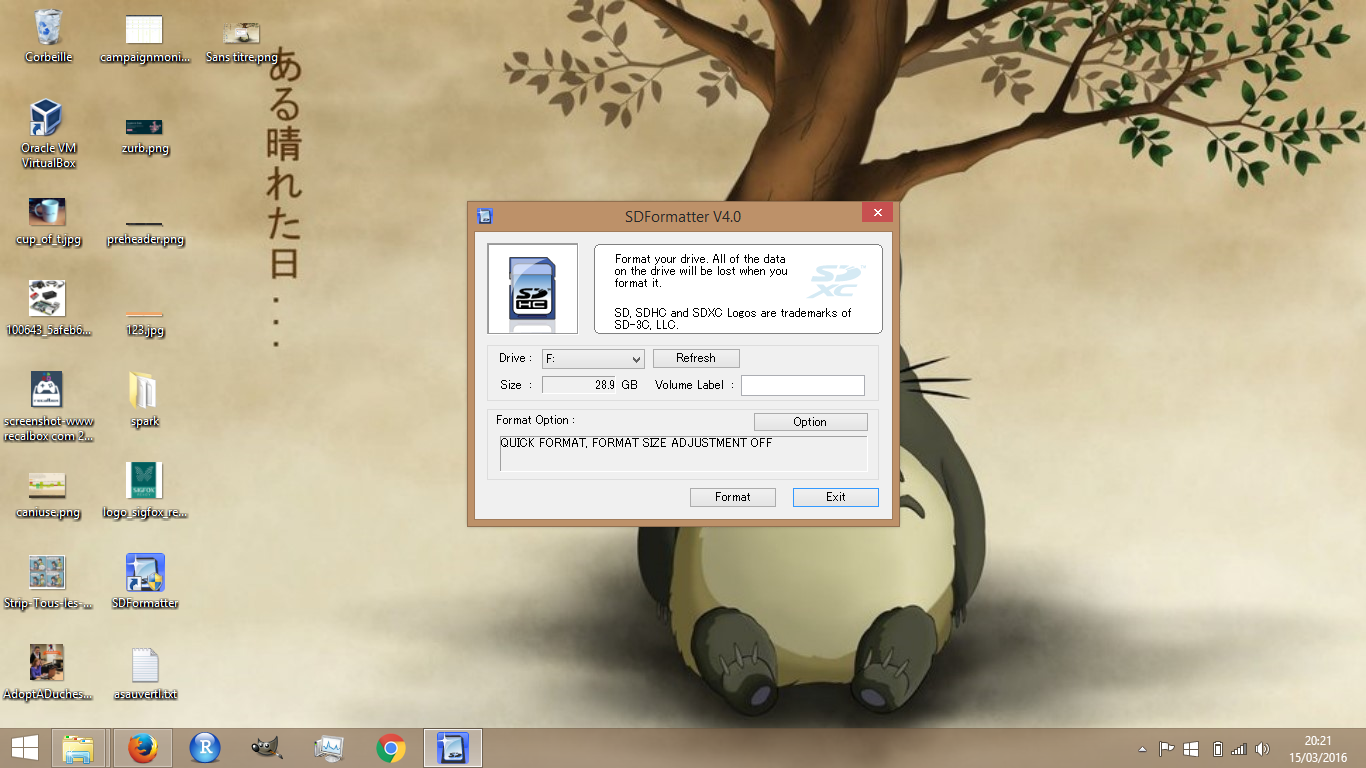 Corbeille
campaignmoni...
Sans titre.png
Oracle VM
VirtualBox
zurb.png
cup_of_t.jpg
preheader.png
100643_5afeb6...
123.jpg
screenshot-www
recalbox com 2...
spark
caniuse.png
SIGFOX
logo_sigfox_re...
Strip-Tous-les-...
SDFormatter
AdoptADuches...
asauvertl.txt
ある晴れた日...
SDFormatter V4.0
SD
HC
Format your drive. All of the data
on the drive will be lost when you
format it.
SD
XC
SD, SDHC and SDXC Logos are trademarks of
SD-3C, LLC.
Drive :
F:
Refresh
Size :
28.9 GB
Volume Label :
Format Option :
Option
QUICK FORMAT, FORMAT SIZE ADJUSTMENT OFF
Format
Exit
R
20:21
15/03/2016